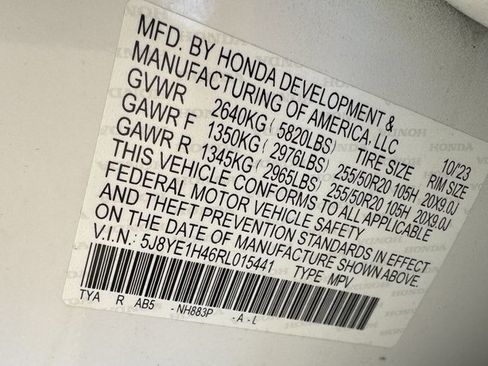 MFD. BY HONDA DEVELOPMENT &
MANUFACTURING OF AMERICA, LLC 10/23
GVWR 2640KG (5820LBS) TIRE SIZE RIM SIZE
GAWR F 1350KG (2976LBS) 255/50R20 105H 20X9.0J
GAWR R 1345KG (2965LBS) 255/50R20 105H 20X9.0J
THIS VEHICLE CONFORMS TO ALL APPLICABLE
FEDERAL MOTOR VEHICLE SAFETY
AND THEFT PREVENTION STANDARDS IN EFFECT
ON THE DATE OF MANUFACTURE SHOWN ABOVE.
V.I.N.: 5J8YE1H46RL015441 TYPE MPV
TYA R AB5 -NH883P -A -L